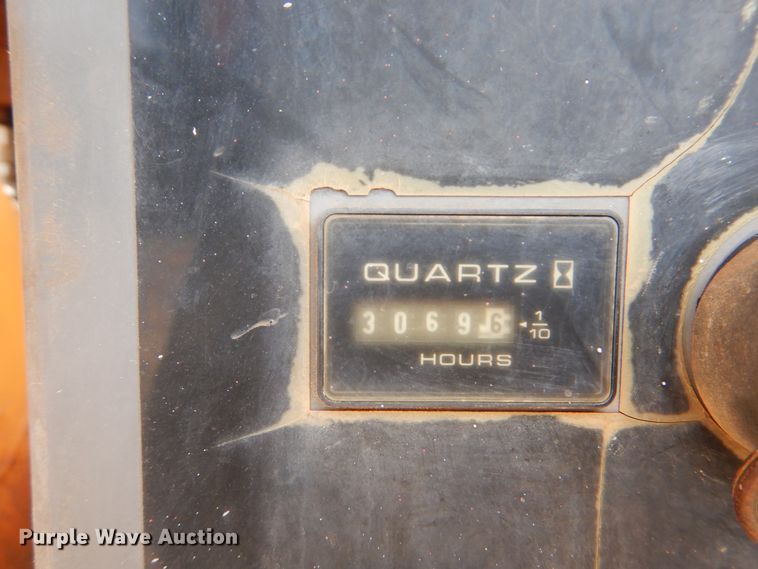 QUARTZ
3069.6 ◄ 1/10
HOURS
Purple Wave Auction